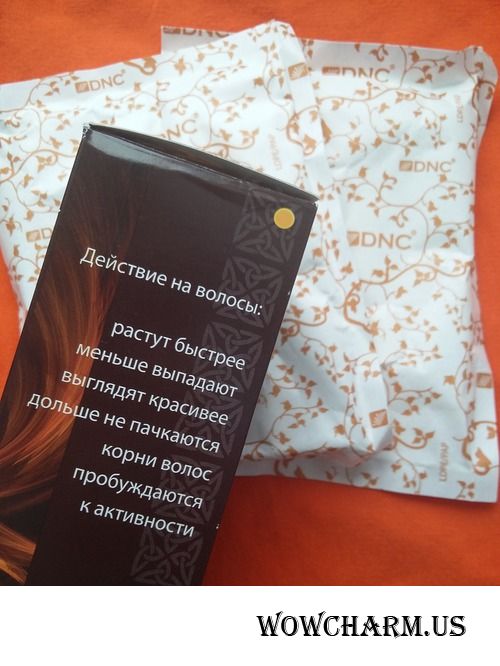 DNC
DNC
DNC
DNC
NC
DNC
Действие на волосы:
растут быстрее
меньше выпадают
выглядят красивее
дольше не пачкаются
корни волос
пробуждаются
к активности
WOWCHARM.US